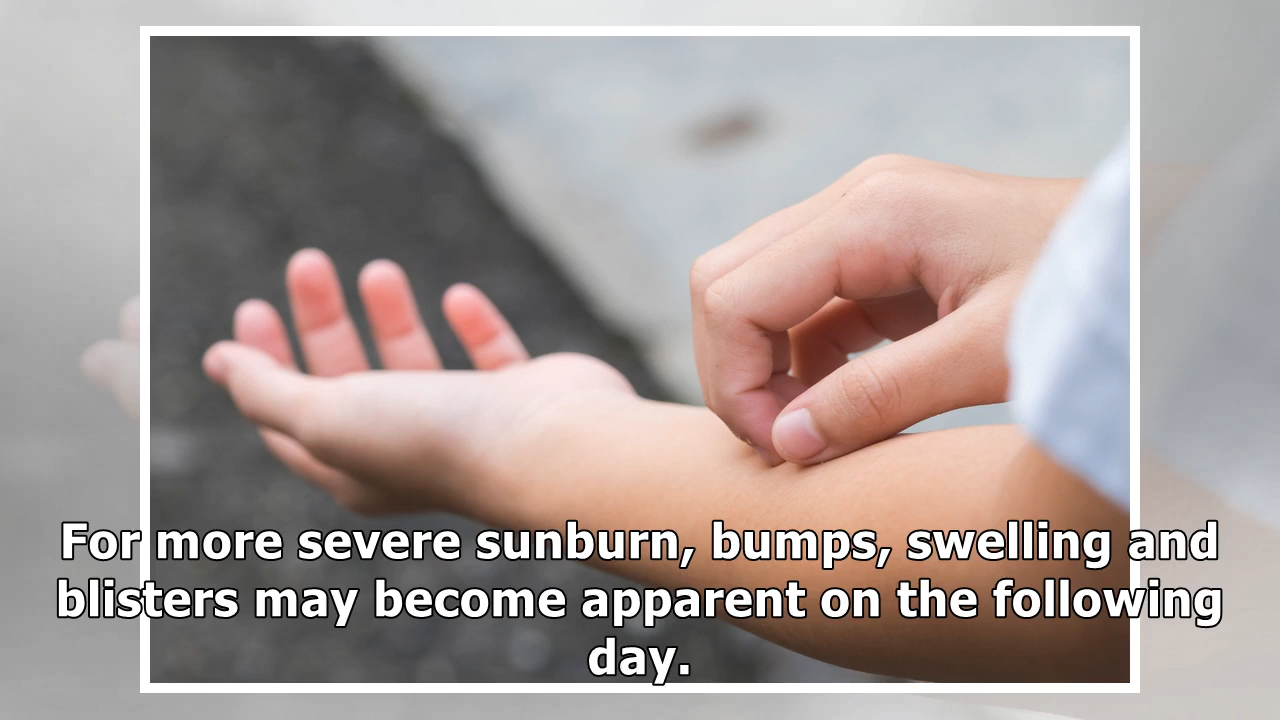 For more severe sunburn, bumps, swelling and
blisters may become apparent on the following
day.